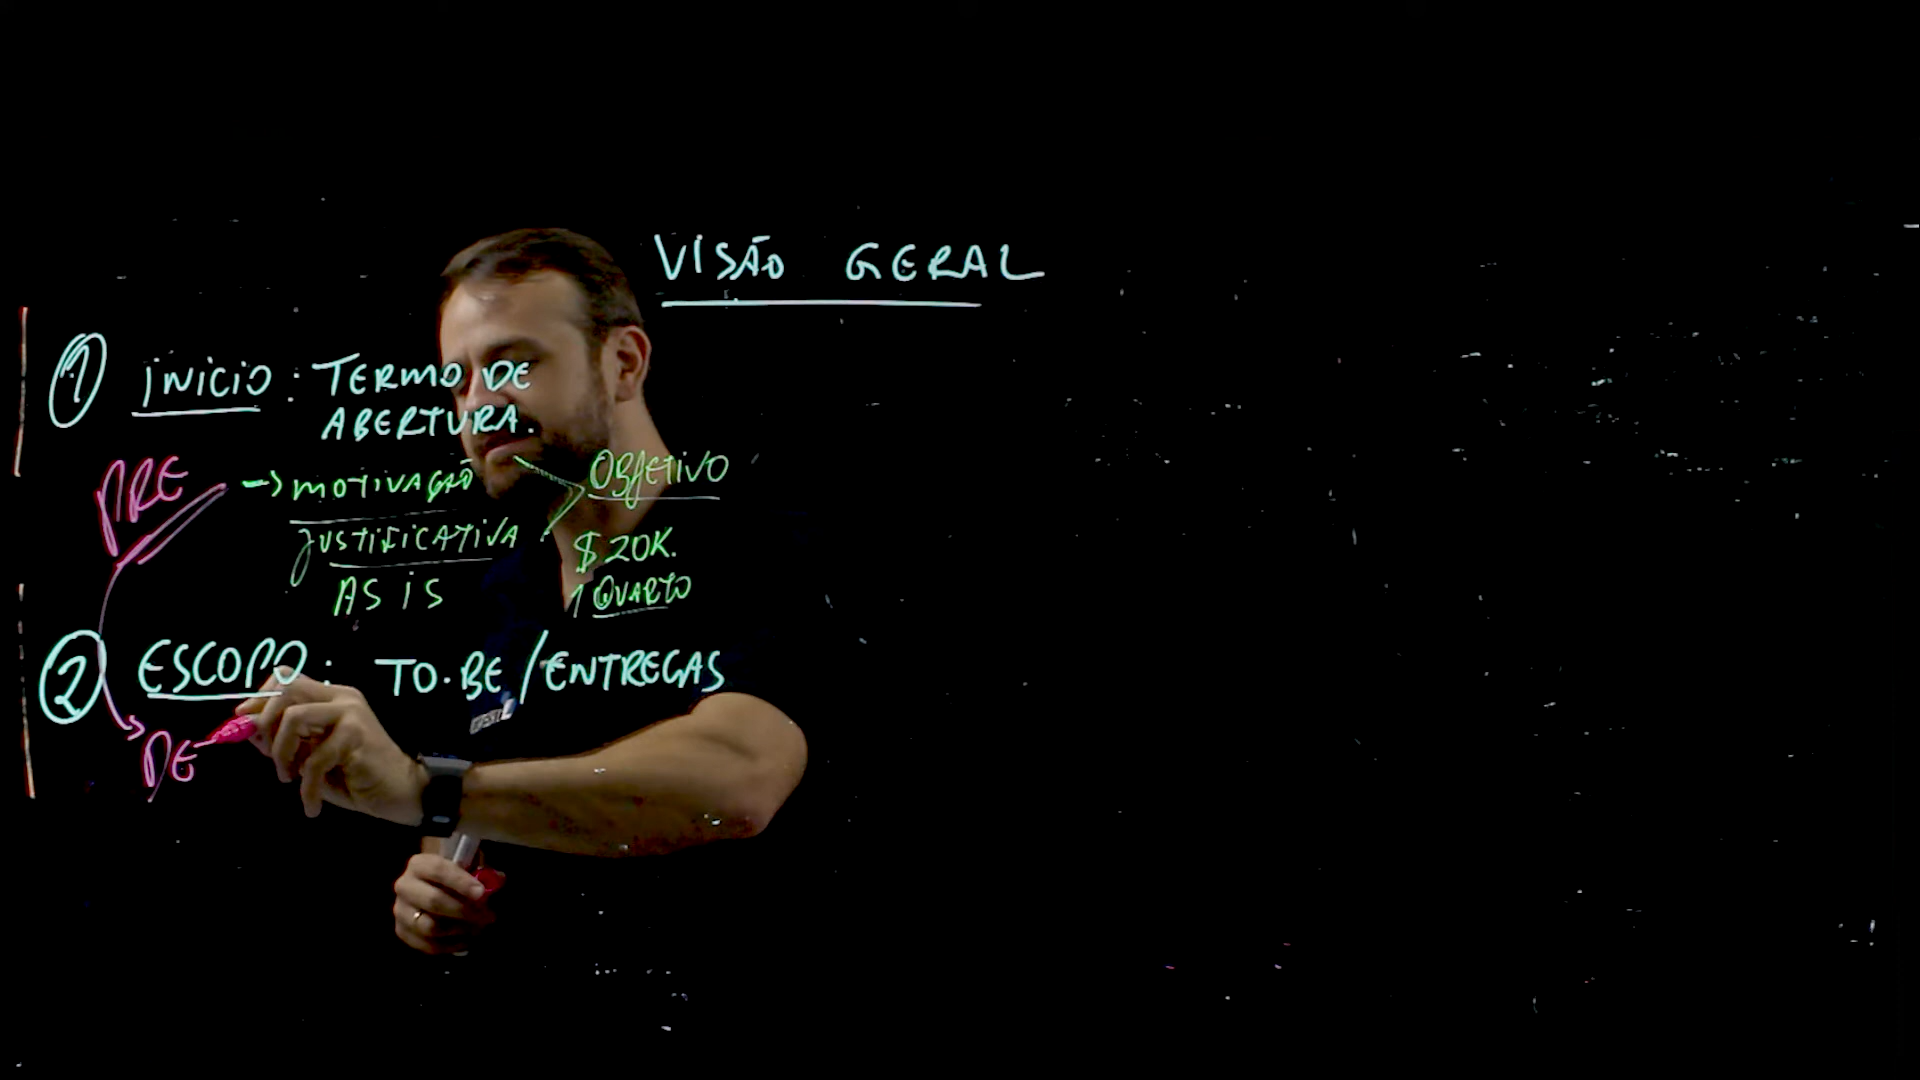 VISÃO GERAL
1 INICIO: TERMO DE
ABERTURA.
PRE
→ MOTIVAÇÃO
OBJETIVO
JUSTIFICATIVA
$ 20K.
AS IS
1 QUARTO
2 ESCOPO: TO.BE / ENTREGAS
DE